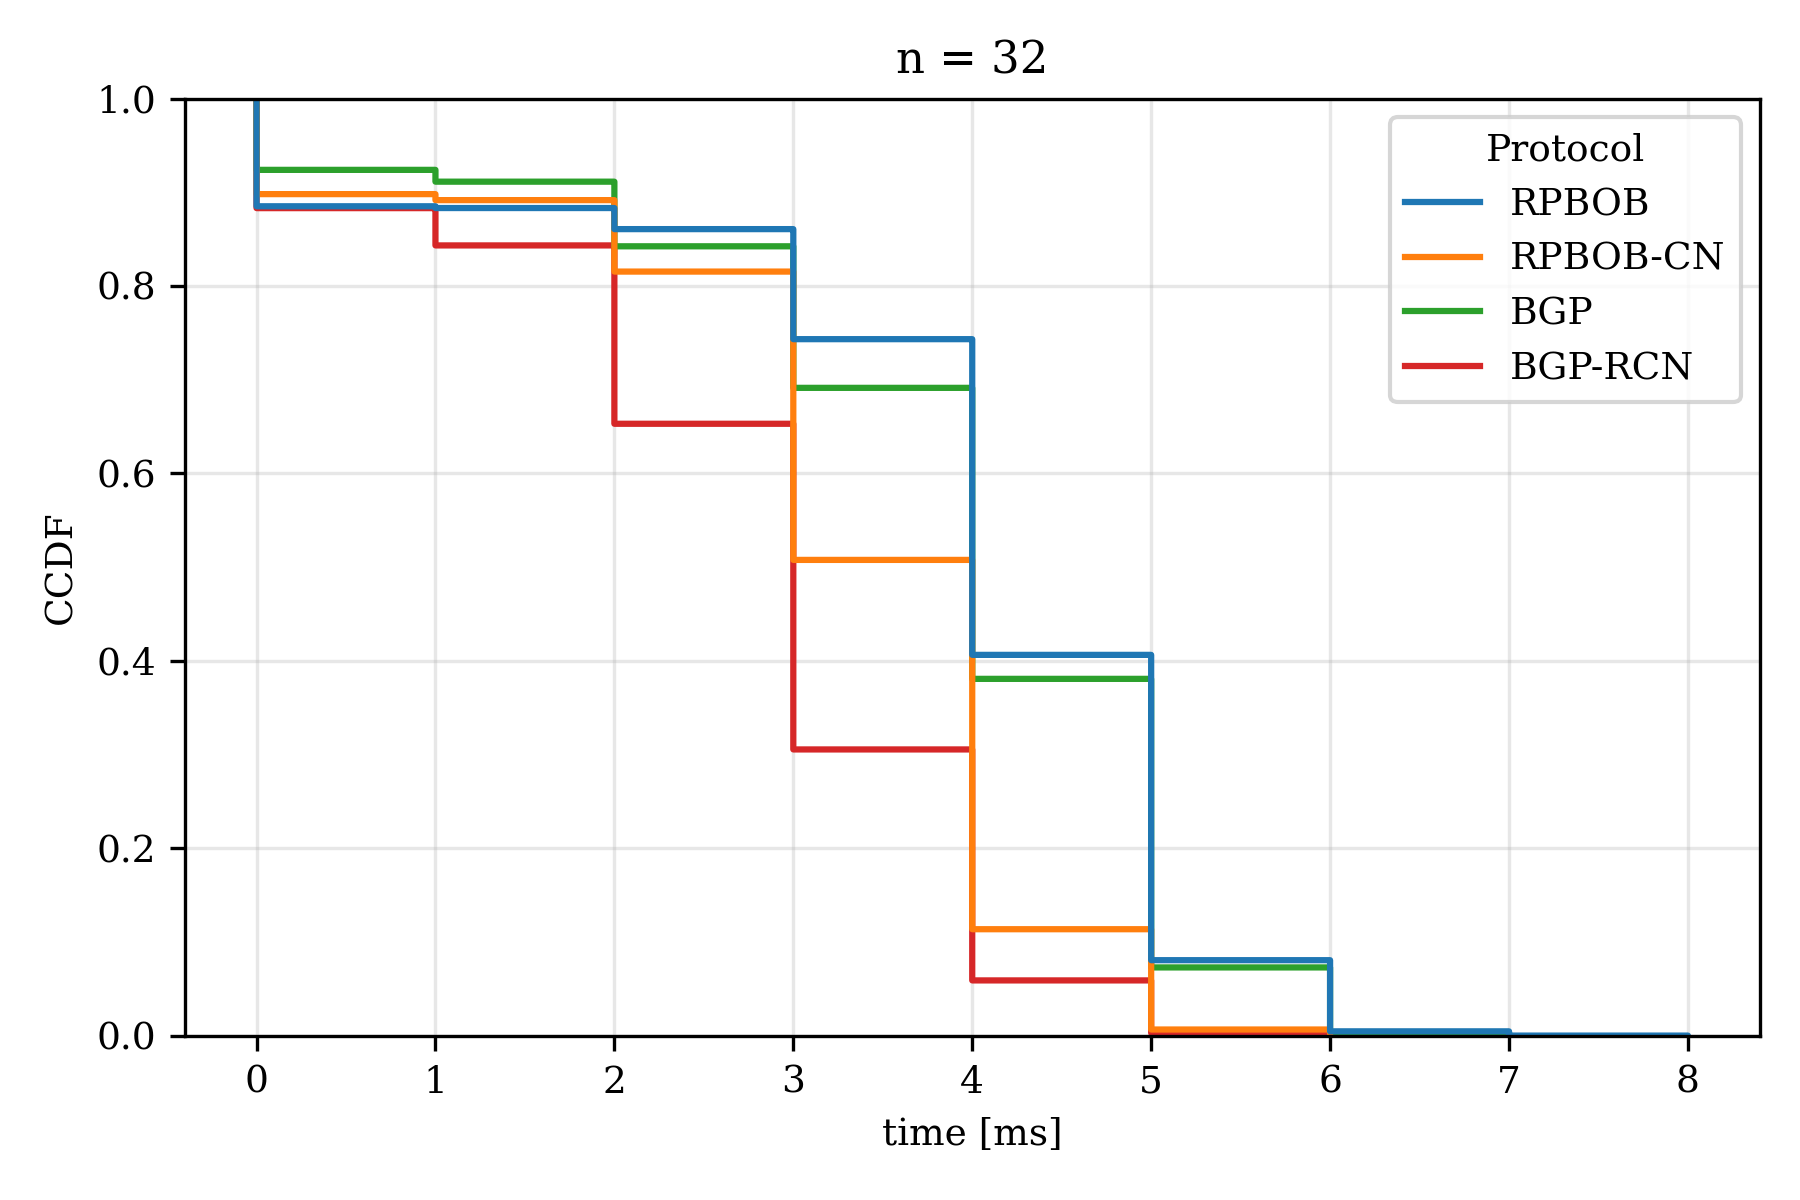 n = 32
1.0
0.8
0.6
0.4
0.2
0.0
CCDF
0 1 2 3 4 5 6 7 8
time [ms]
Protocol
RPBOB
RPBOB-CN
BGP
BGP-RCN